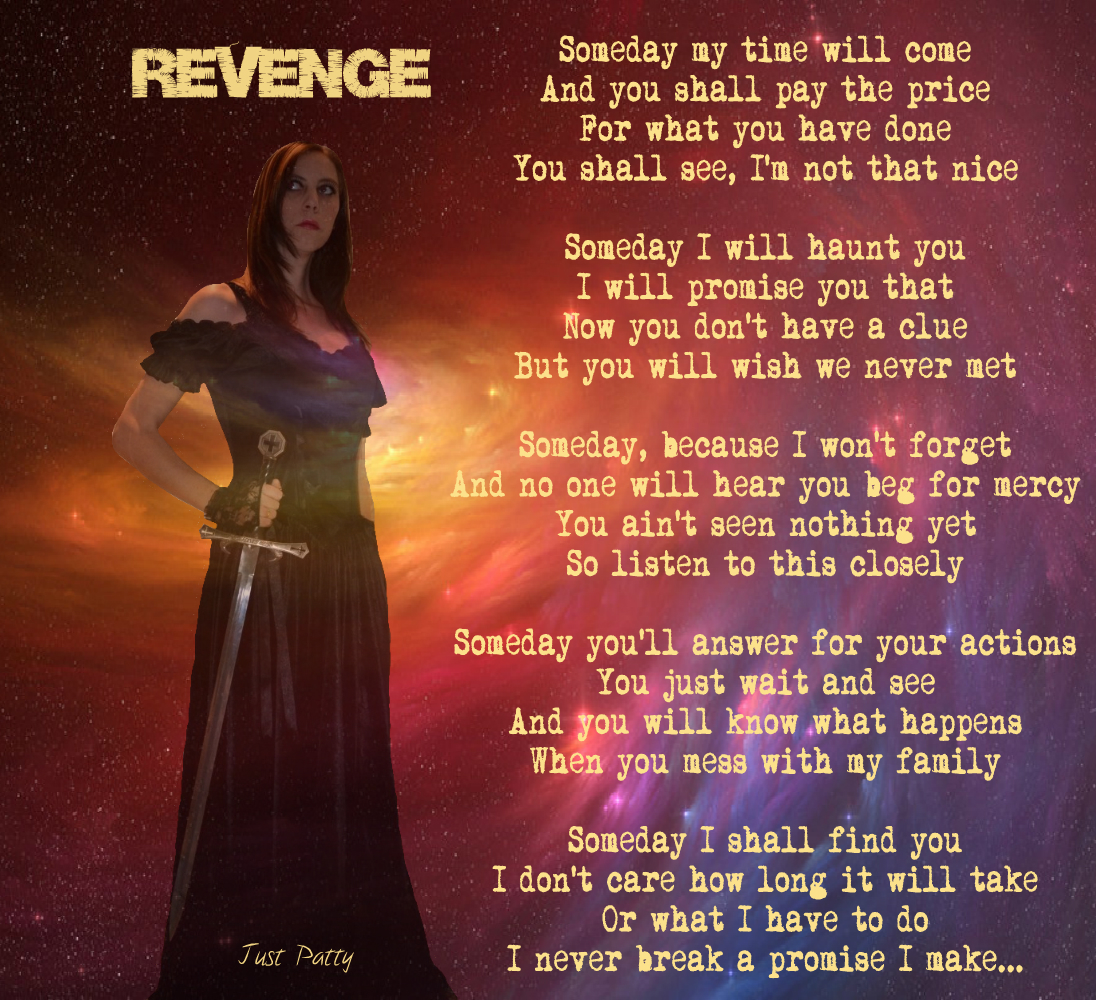 REVENGE
Someday my time will come
And you shall pay the price
For what you have done
You shall see, I'm not that nice
Someday I will haunt you
I will promise you that
Now you don't have a clue
But you will wish we never met
Someday, because I won't forget
And no one will hear you beg for mercy
You ain't seen nothing yet
So listen to this closely
Someday you'll answer for your actions
You just wait and see
And you will know what happens
When you mess with my family
Someday I shall find you
I don't care how long it will take
Or what I have to do
I never break a promise I make...
Just Patty